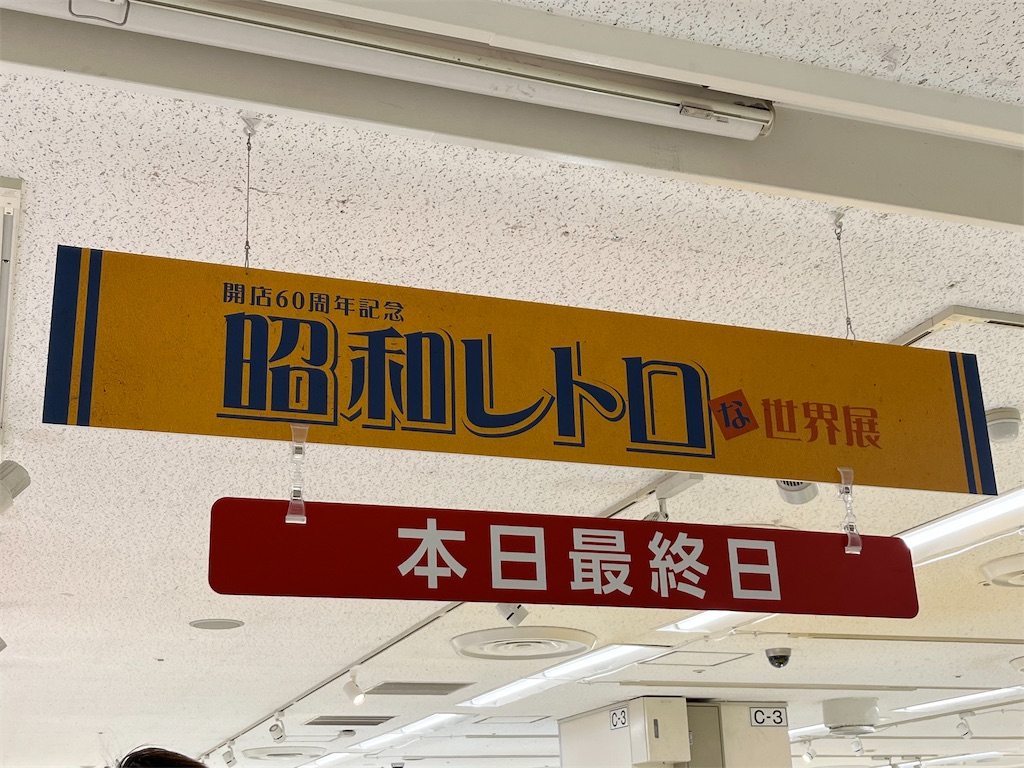 開店60周年記念
昭和レトロな世界展
本日最終日
C-3
C-3